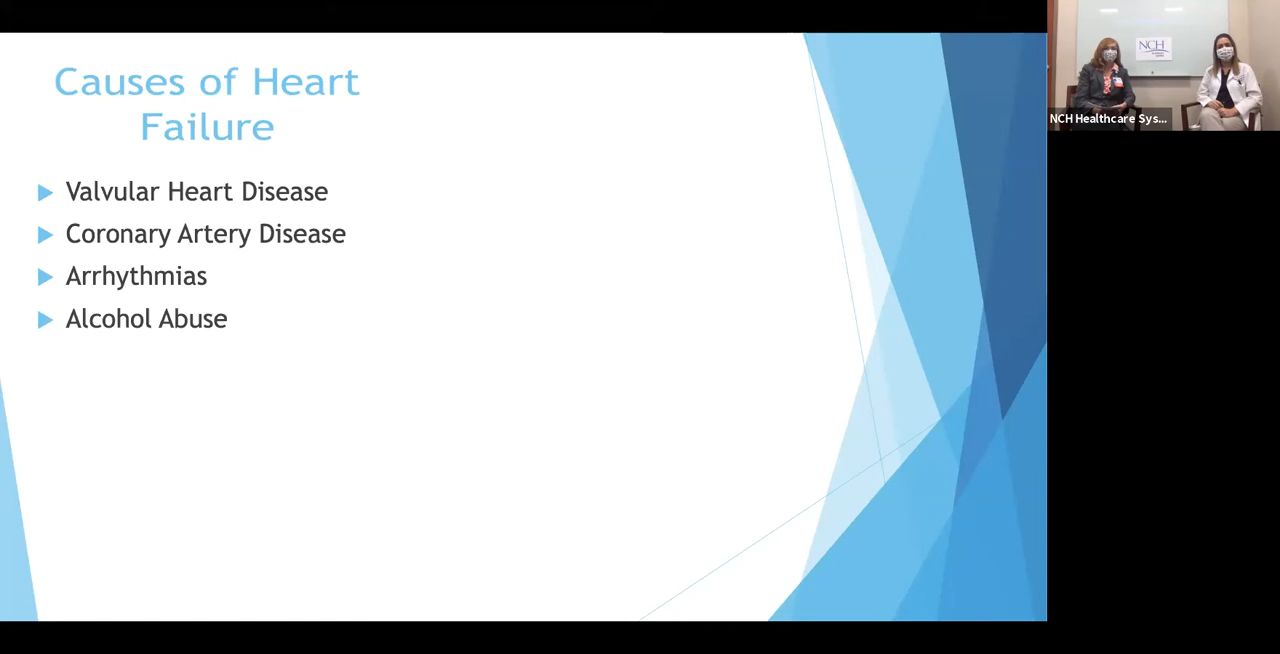 Causes of Heart
Failure
Valvular Heart Disease
Coronary Artery Disease
Arrhythmias
Alcohol Abuse
NCH
NCH Healthcare Sys...